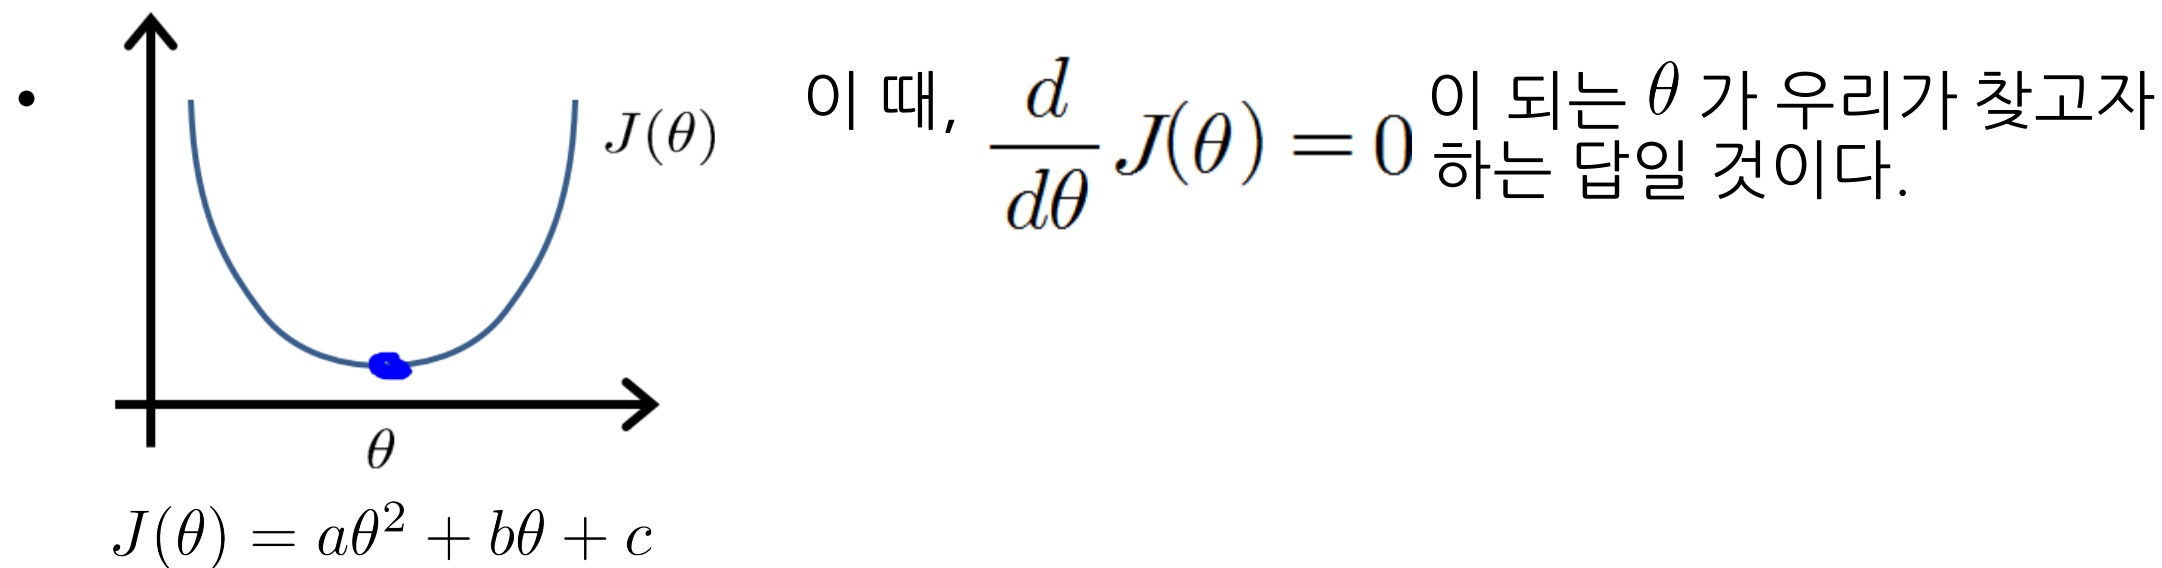 •
J(θ)
θ
J(θ) = aθ² + bθ + c
이 때, d/dθ J(θ) = 0 이 되는 θ 가 우리가 찾고자
하는 답일 것이다.